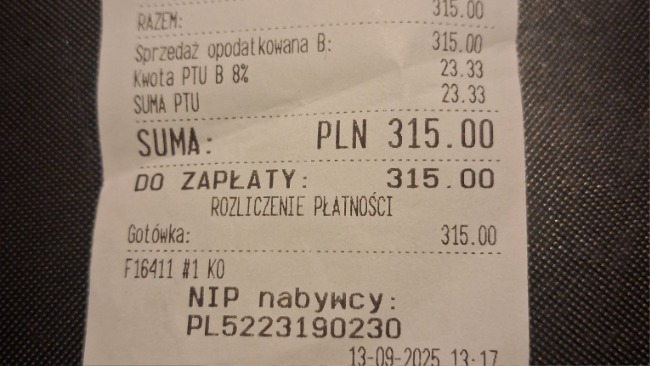 RAZEM: 315.00
Sprzedaż opodatkowana B: 315.00
Kwota PTU B 8% 23.33
SUMA PTU 23.33
SUMA: PLN 315.00
DO ZAPŁATY: 315.00
ROZLICZENIE PŁATNOŚCI
Gotówka: 315.00
F16411 #1 KO
NIP nabywcy:
PL5223190230
13-09-2025 13:17